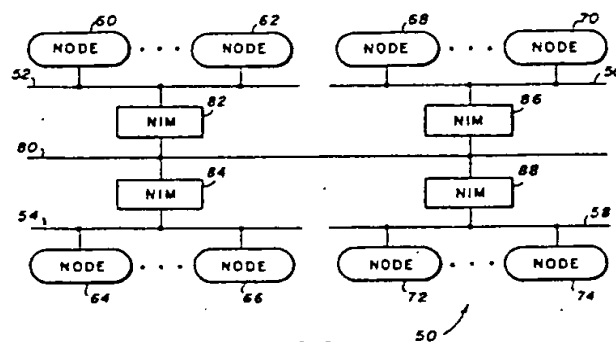 60 62 68 70
NODE . . . NODE NODE . . . NODE
52 56
82 86
NIM NIM
80
84 88
NIM NIM
54 58
NODE . . . NODE NODE . . . NODE
64 66 72 74
50